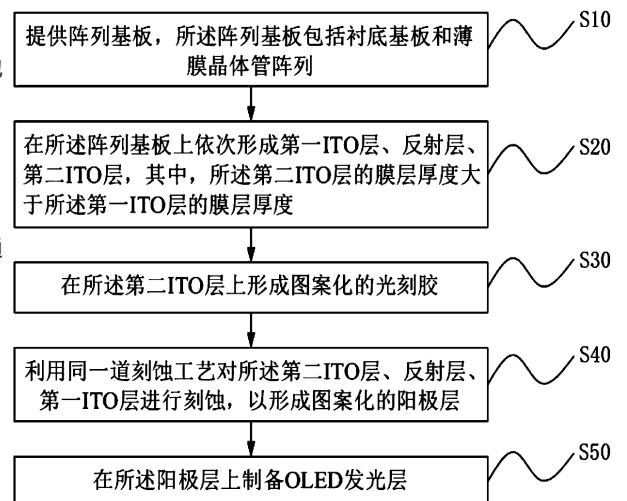 提供阵列基板，所述阵列基板包括衬底基板和薄
膜晶体管阵列
S10
在所述阵列基板上依次形成第一ITO层、反射层、
第二ITO层，其中，所述第二ITO层的膜层厚度大
于所述第一ITO层的膜层厚度
S20
在所述第二ITO层上形成图案化的光刻胶
S30
利用同一道刻蚀工艺对所述第二ITO层、反射层、
第一ITO层进行刻蚀，以形成图案化的阳极层
S40
在所述阳极层上制备OLED发光层
S50